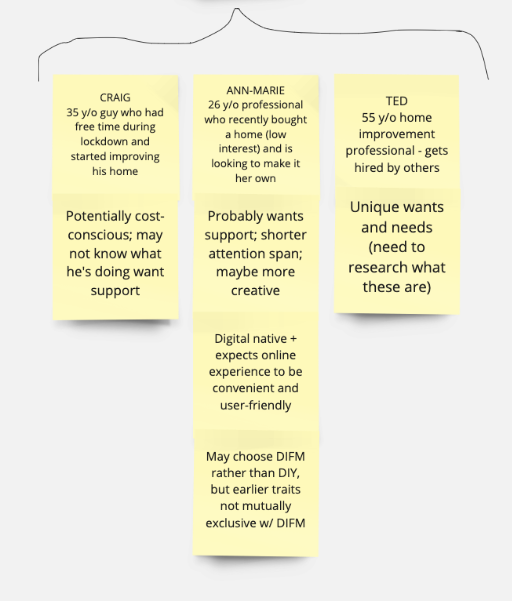 CRAIG
35 y/o guy who had
free time during
lockdown and
started improving
his home
Potentially cost-
conscious; may
not know what
he's doing want
support
ANN-MARIE
26 y/o professional
who recently bought
a home (low
interest) and is
looking to make it
her own
Probably wants
support; shorter
attention span;
maybe more
creative
Digital native +
expects online
experience to be
convenient and
user-friendly
May choose DIFM
rather than DIY,
but earlier traits
not mutually
exclusive w/ DIFM
TED
55 y/o home
improvement
professional - gets
hired by others
Unique wants
and needs
(need to
research what
these are)